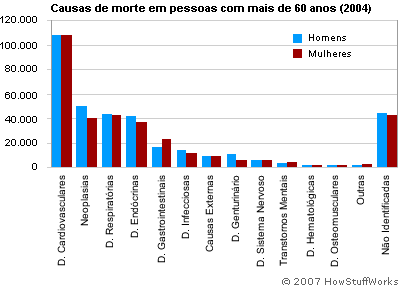 Causas de morte em pessoas com mais de 60 anos (2004)
120.000
100.000
80.000
60.000
40.000
20.000
0
Homens
Mulheres
D. Cardiovasculares
Neoplasias
D. Respiratórias
D. Endócrinas
D. Gastrointestinais
D. Infecciosas
Causas Externas
D. Genturinário
D. Sistema Nervoso
Transtornos Mentais
D. Hematológicas
D. Osteomusculares
Outras
Não Identificadas
© 2007 HowStuffWorks